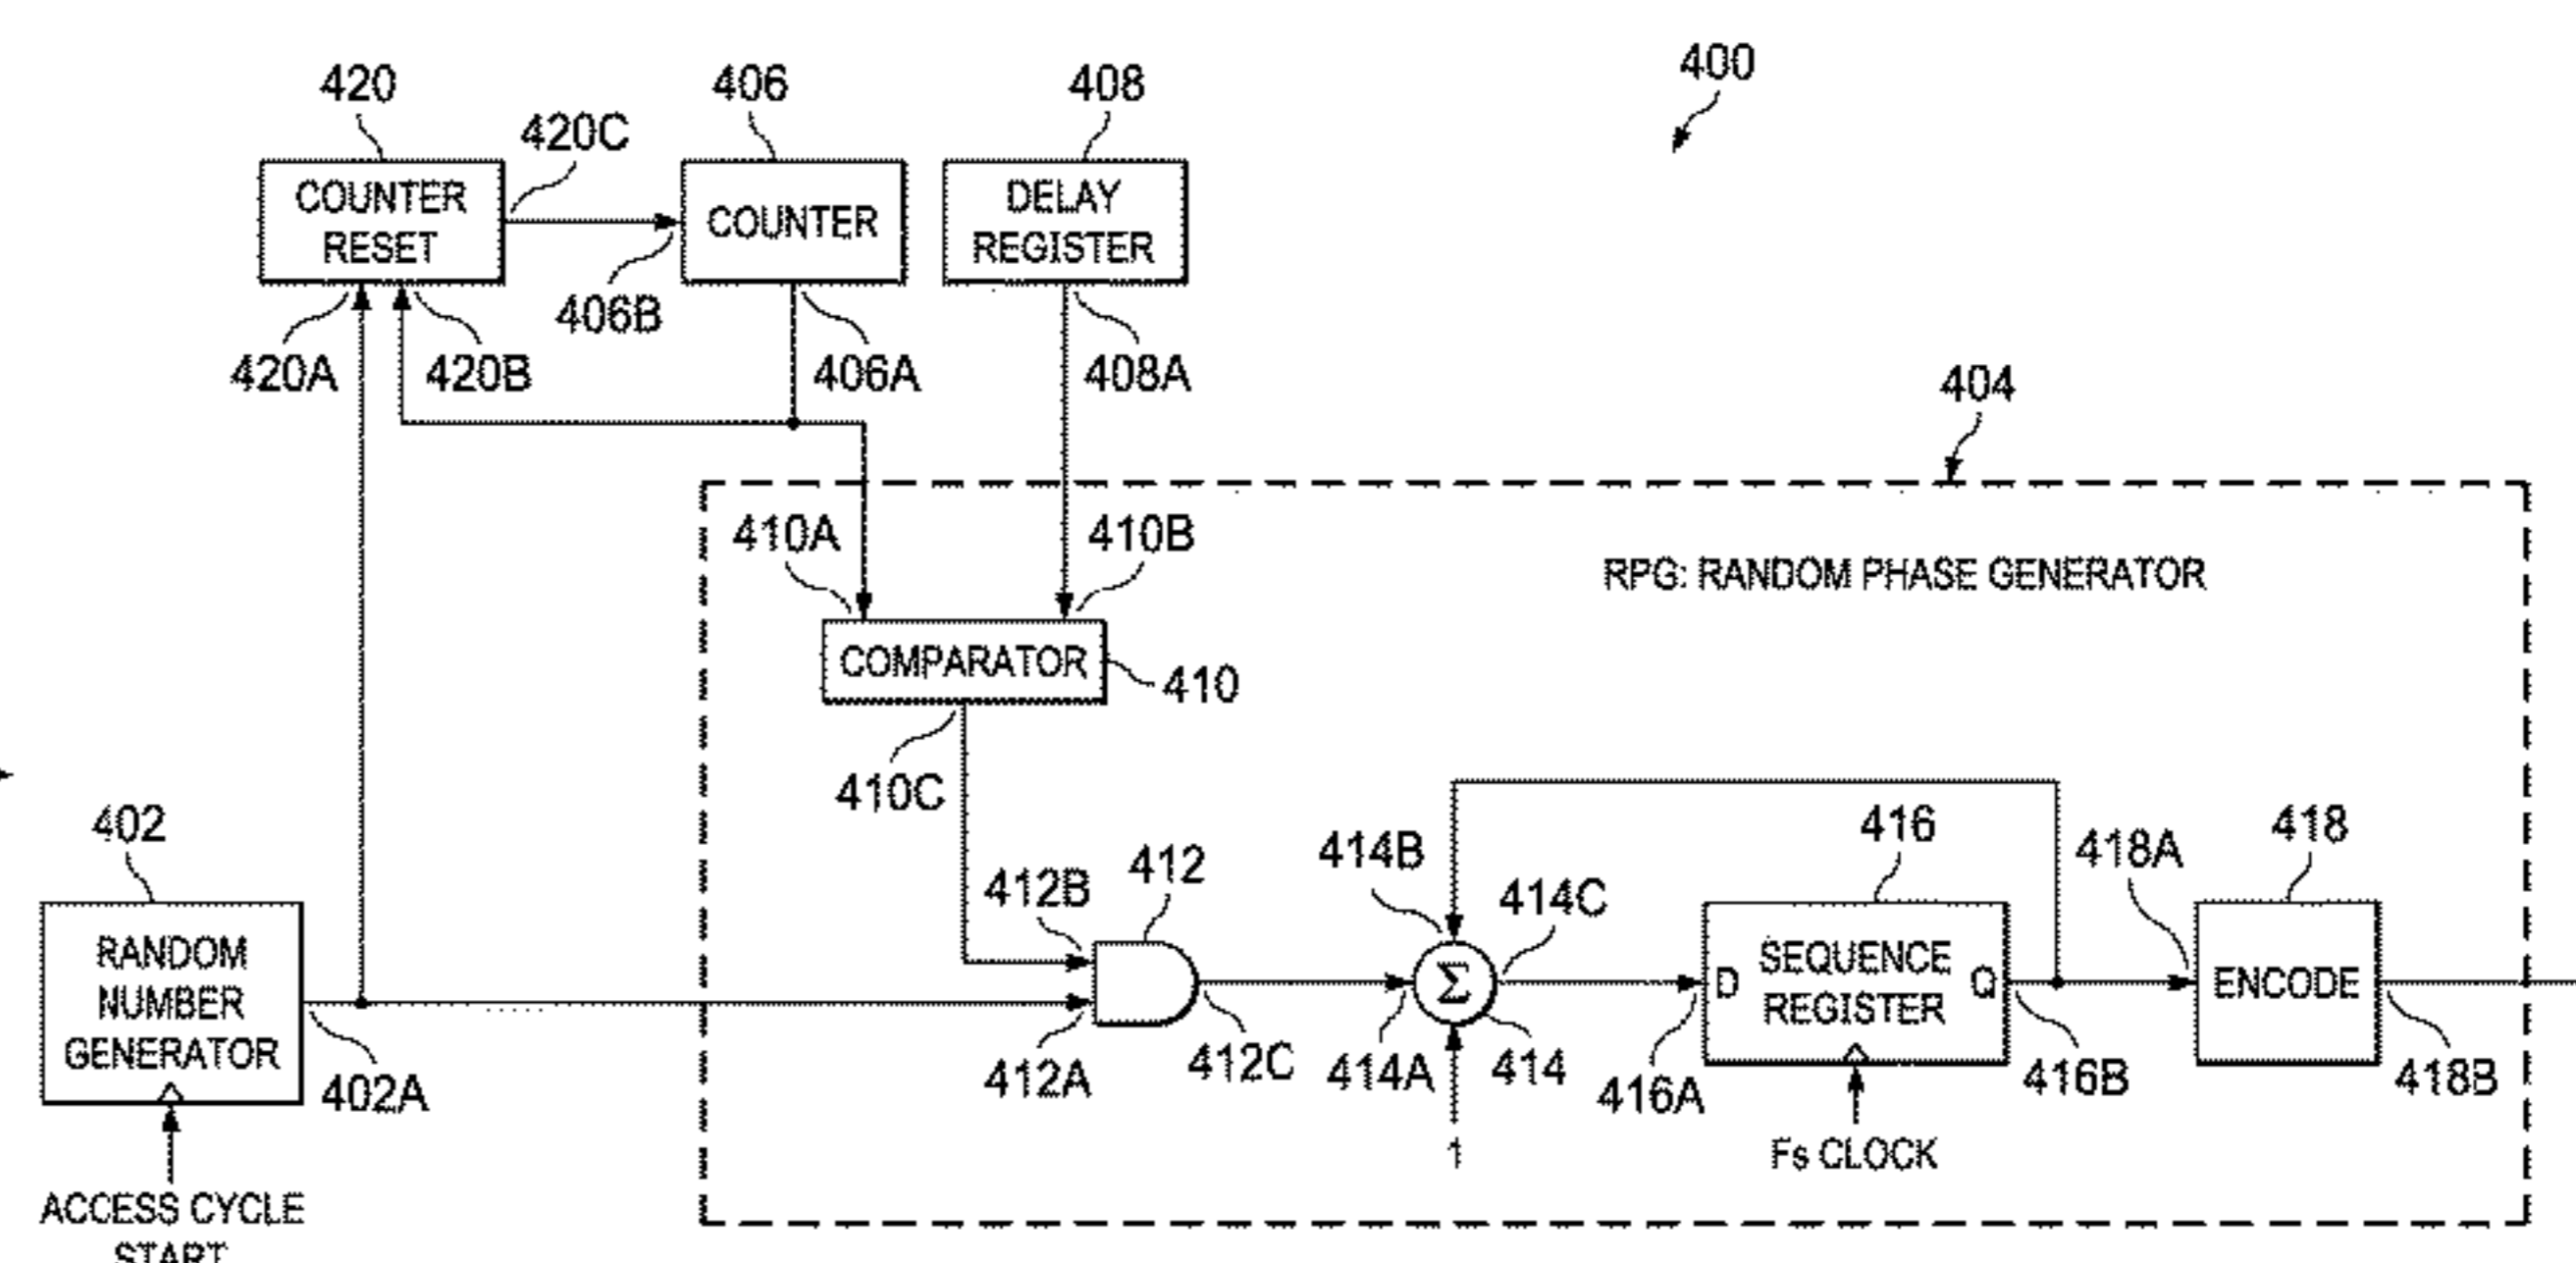 400
420
420C
406
408
COUNTER
RESET
COUNTER
DELAY
REGISTER
406B
420A
420B
406A
408A
404
410A
410B
RPG: RANDOM PHASE GENERATOR
COMPARATOR
410
410C
402
412B
412
414B
414C
416
418A
418
RANDOM
NUMBER
GENERATOR
402A
412A
412C
Σ
414A
414
1
D
SEQUENCE
REGISTER
Q
416A
416B
Fs CLOCK
ENCODE
418B
ACCESS CYCLE
START